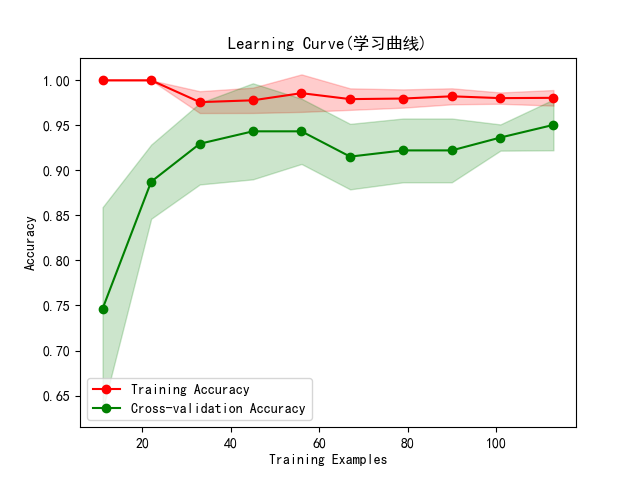 Learning Curve(学习曲线)
1.00
0.95
0.90
0.85
0.80
0.75
0.70
0.65
Accuracy
Training Accuracy
Cross-validation Accuracy
20 40 60 80 100
Training Examples